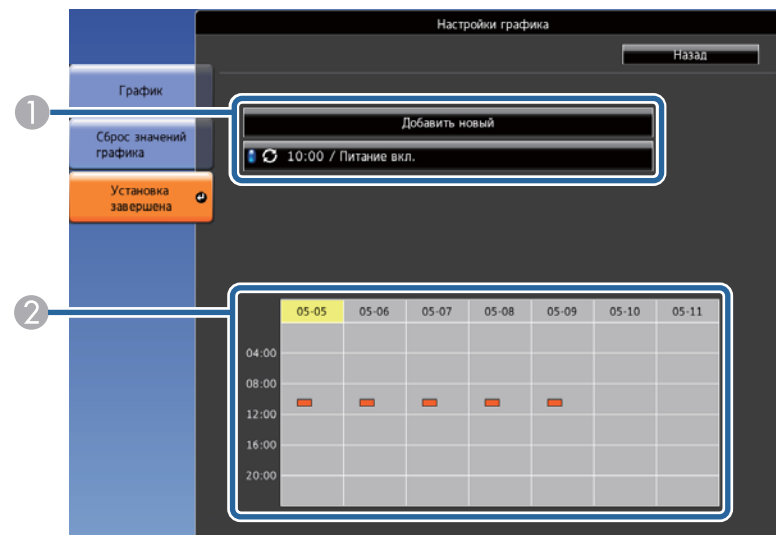 Настройки графика
Назад
График
1
Добавить новый
Сброс значений
графика
10:00 / Питание вкл.
Установка
завершена
2
05-05 05-06 05-07 05-08 05-09 05-10 05-11
04:00
08:00
12:00
16:00
20:00